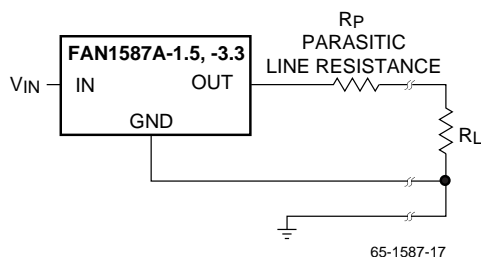 RP
PARASITIC
LINE RESISTANCE
FAN1587A-1.5, -3.3
VIN
IN
OUT
GND
RL
65-1587-17